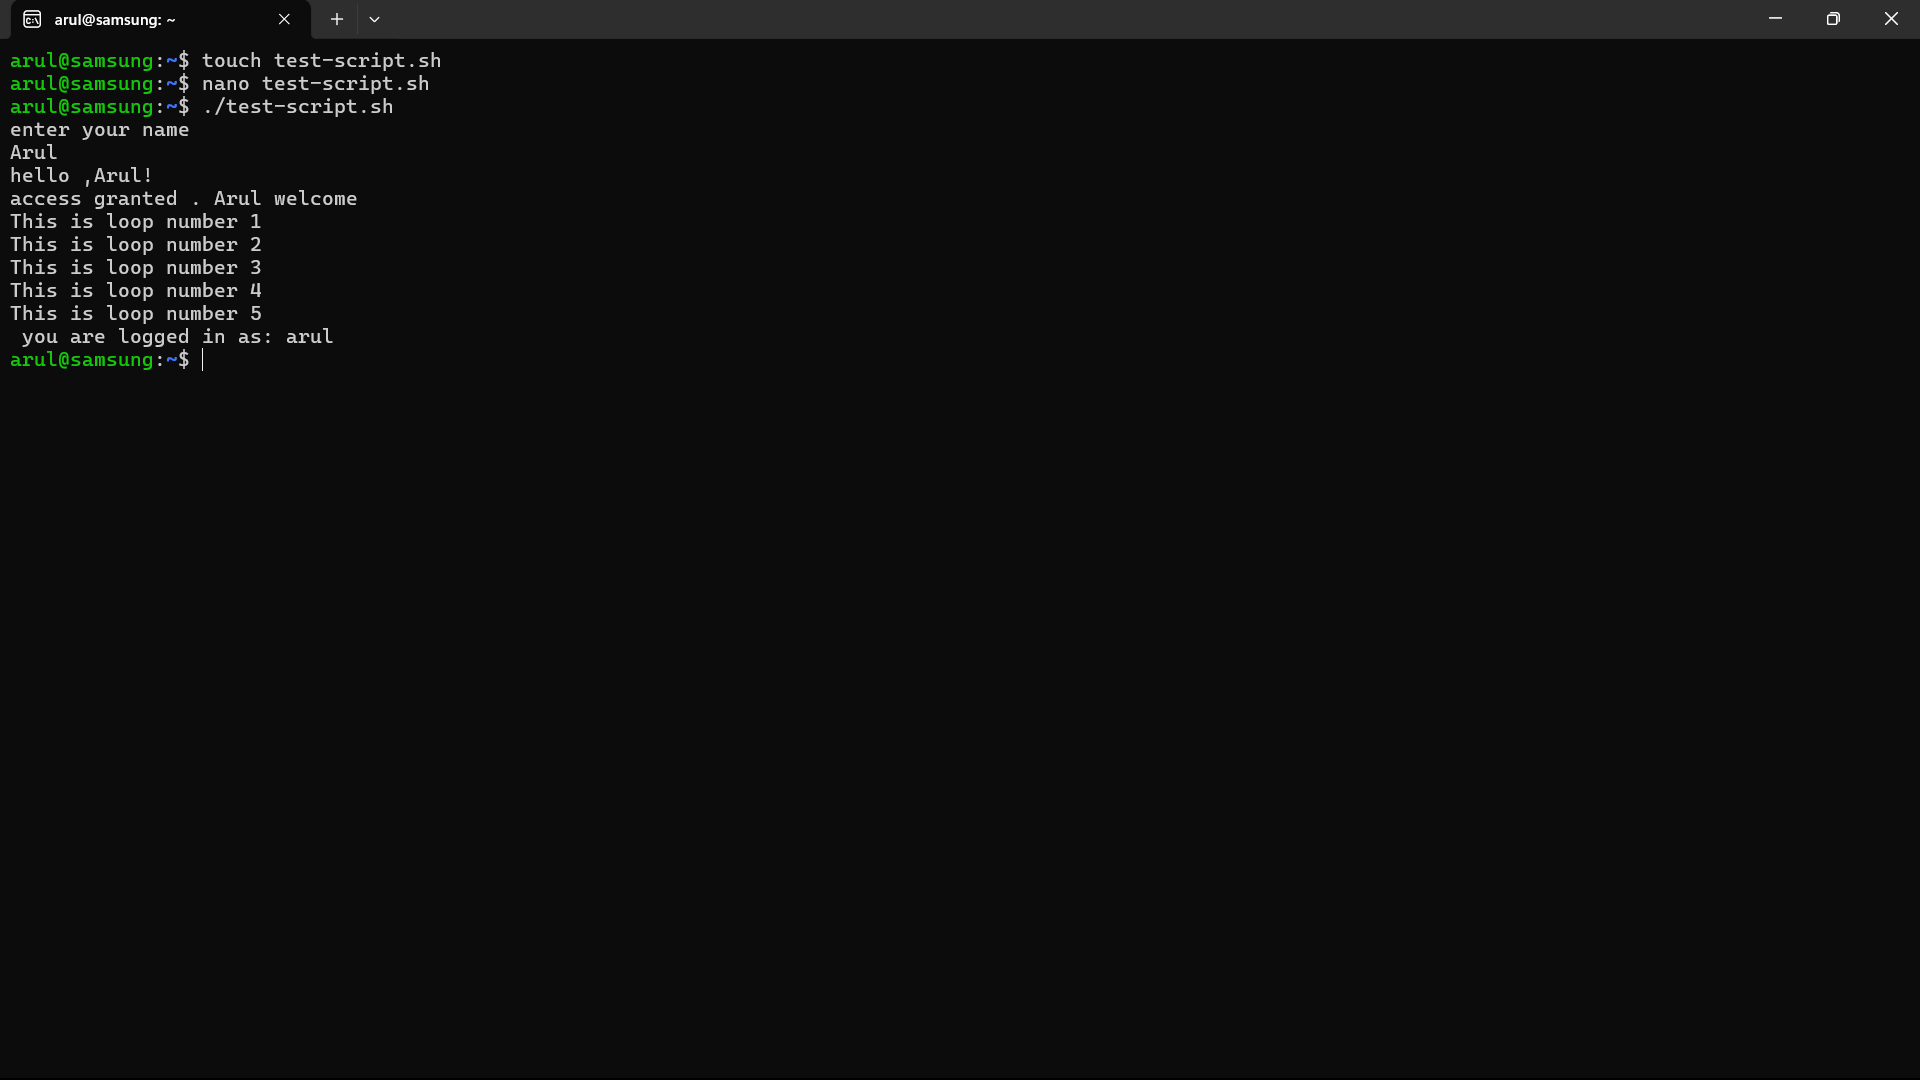 arul@samsung: ~
arul@samsung:~$ touch test-script.sh
arul@samsung:~$ nano test-script.sh
arul@samsung:~$ ./test-script.sh
enter your name
Arul
hello ,Arul!
access granted . Arul welcome
This is loop number 1
This is loop number 2
This is loop number 3
This is loop number 4
This is loop number 5
 you are logged in as: arul
arul@samsung:~$